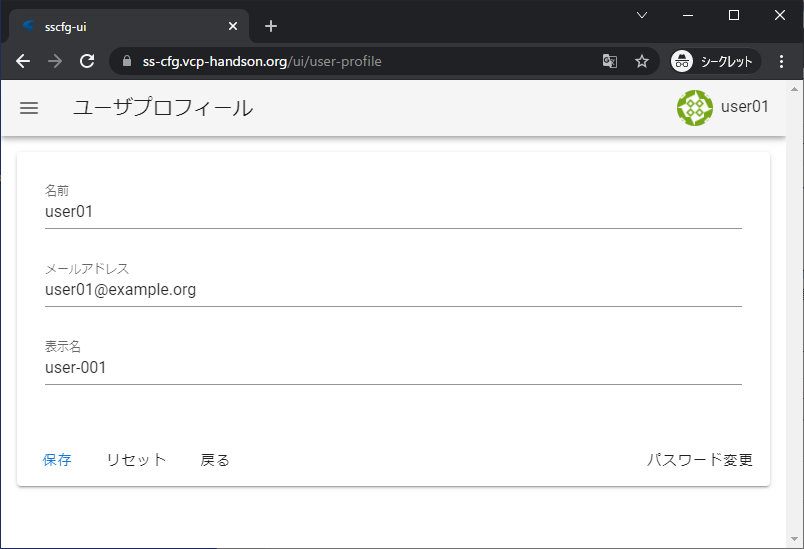 sscfg-ui
ss-cfg.vcp-handson.org/ui/user-profile
シークレット
ユーザプロフィール
user01
名前
user01
メールアドレス
user01@example.org
表示名
user-001
保存 リセット 戻る パスワード変更